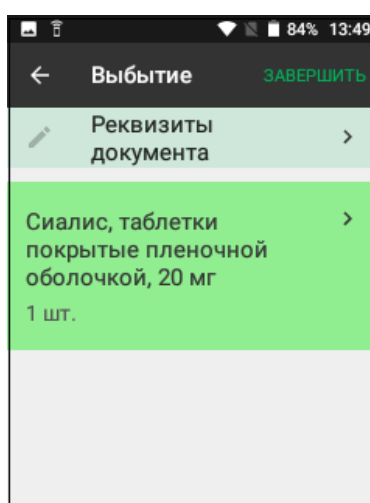 84% 13:49
Выбытие ЗАВЕРШИТЬ
Реквизиты
документа
Сиалис, таблетки
покрытые пленочной
оболочкой, 20 мг
1 шт.